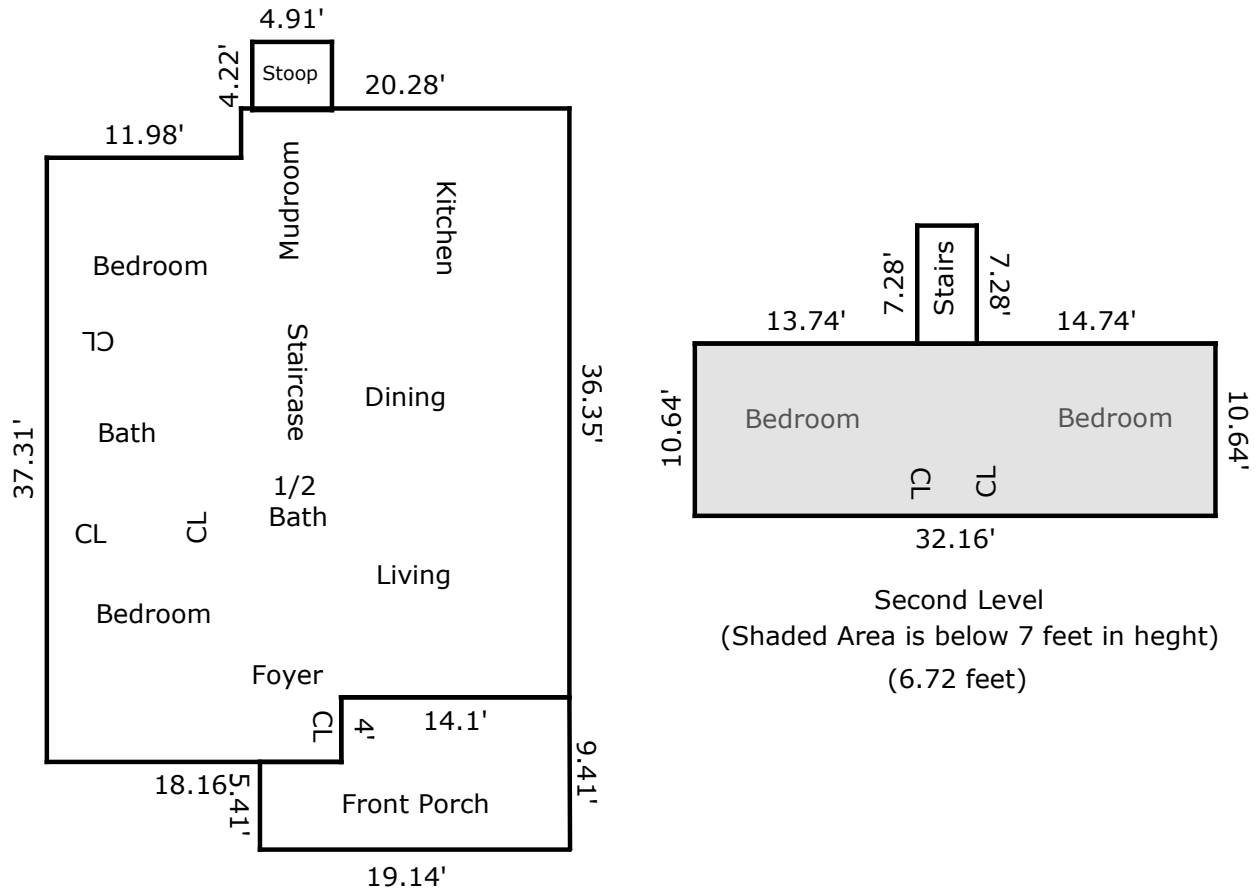 4.91'
4.22'
Stoop
20.28'
11.98'
Mudroom
Kitchen
Bedroom
CL
Staircase
Dining
36.35'
Bath
37.31'
1/2
Bath
CL
CL
Living
Bedroom
Foyer
CL
4'
14.1'
18.16
5.41'
Front Porch
9.41'
19.14'
7.28'
Stairs
7.28'
13.74'
14.74'
10.64'
Bedroom
Bedroom
10.64'
CL
CL
32.16'
Second Level
(Shaded Area is below 7 feet in heght)
(6.72 feet)